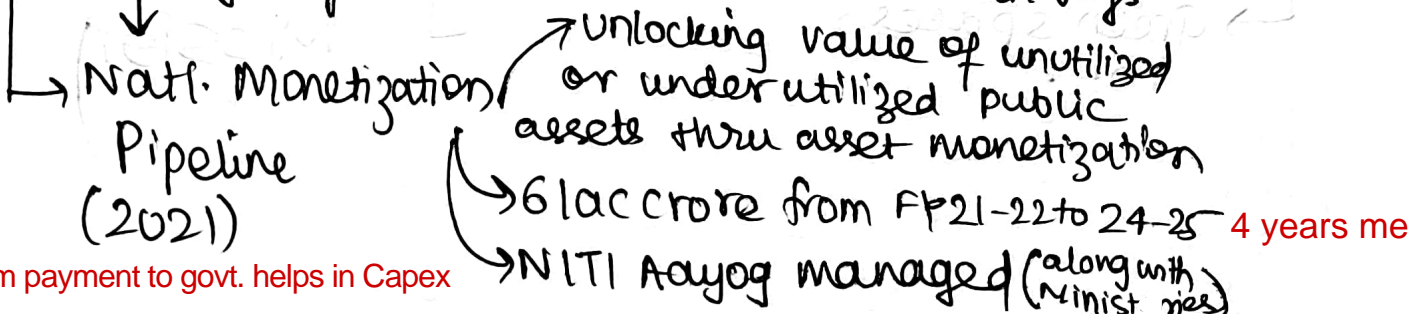 Natl. Monetization
Pipeline
(2021)
unlocking value of unutilized
or underutilized public
assets thru asset monetization
6 lac crore from FY21-22 to 24-25 4 years me
NITI Aayog managed (along with
Ministries)
payment to govt. helps in Capex